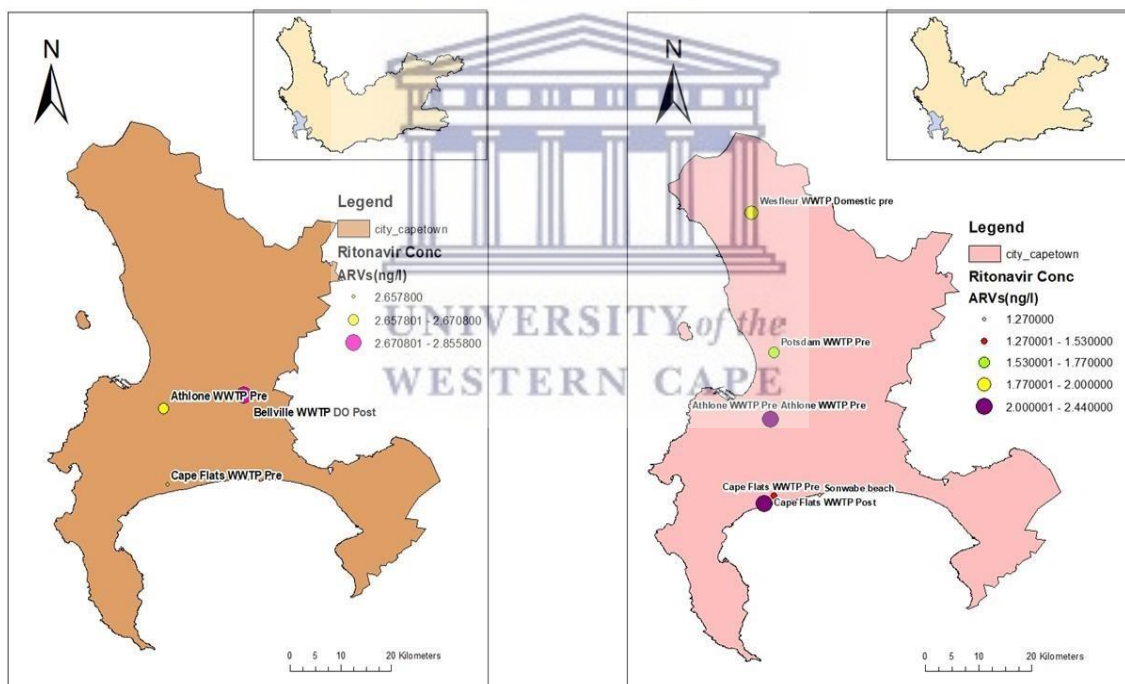 N
Legend
city_capetown
Ritonavir Conc
ARVs(ng/l)
2.657800
2.657801 - 2.670800
2.670801 - 2.855800
Athlone WWTP Pre
Bellville WWTP DO Post
Cape Flats WWTP Pre
0 5 10 20 Kilometers
UNIVERSITY of the
WESTERN CAPE
N
Wesfleur WWTP Domestic pre
Legend
city_capetown
Ritonavir Conc
ARVs(ng/l)
1.270000
1.270001 - 1.530000
1.530001 - 1.770000
1.770001 - 2.000000
2.000001 - 2.440000
Potsdam WWTP Pre
Athlone WWTP Pre Athlone WWTP Pre
Cape Flats WWTP Pre Sonwabe beach
Cape Flats WWTP Post
0 5 10 20 Kilometers